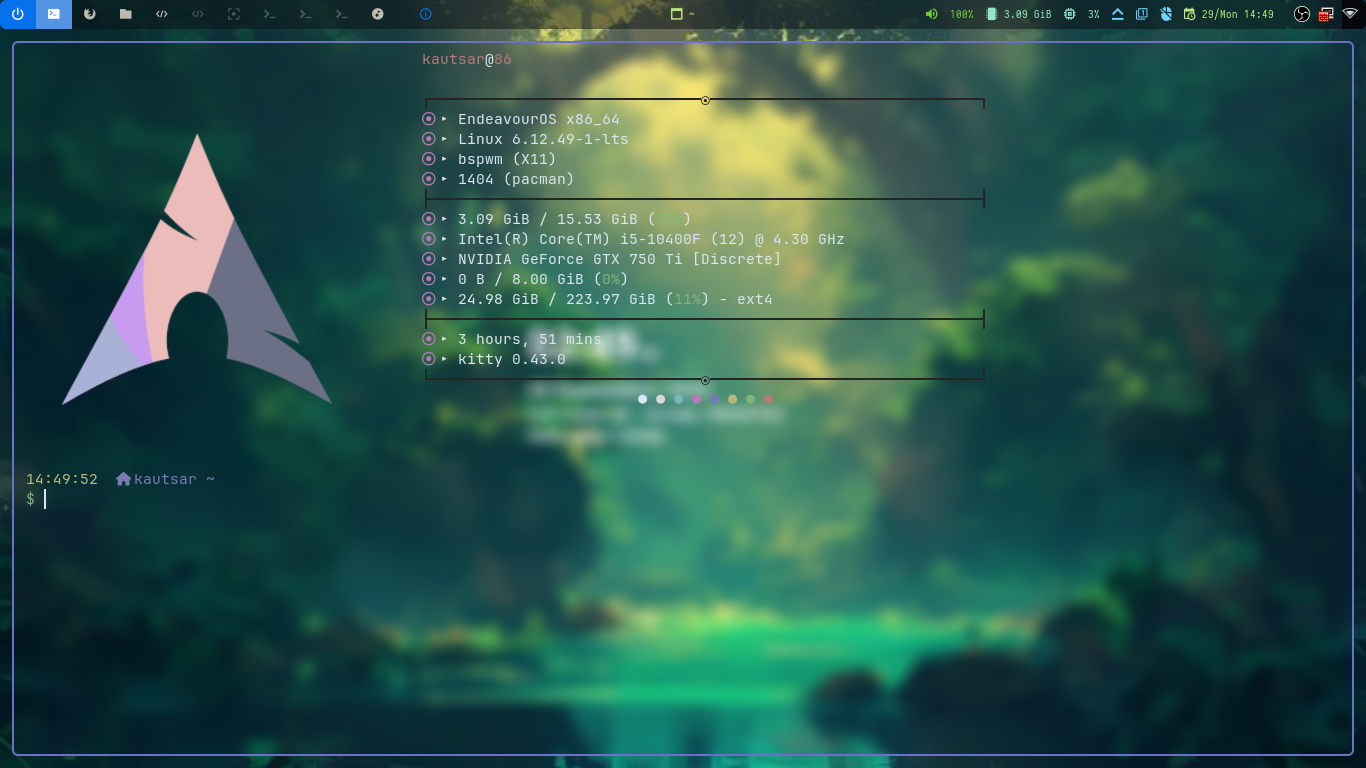 ~ 100% 3.09 GiB 3% 29/Mon 14:49
kautsar@86
EndeavourOS x86_64
Linux 6.12.49-1-lts
bspwm (X11)
1404 (pacman)
3.09 GiB / 15.53 GiB ( )
Intel(R) Core(TM) i5-10400F (12) @ 4.30 GHz
NVIDIA GeForce GTX 750 Ti [Discrete]
0 B / 8.00 GiB (0%)
24.98 GiB / 223.97 GiB (11%) - ext4
3 hours, 51 mins
kitty 0.43.0
14:49:52 kautsar ~
$